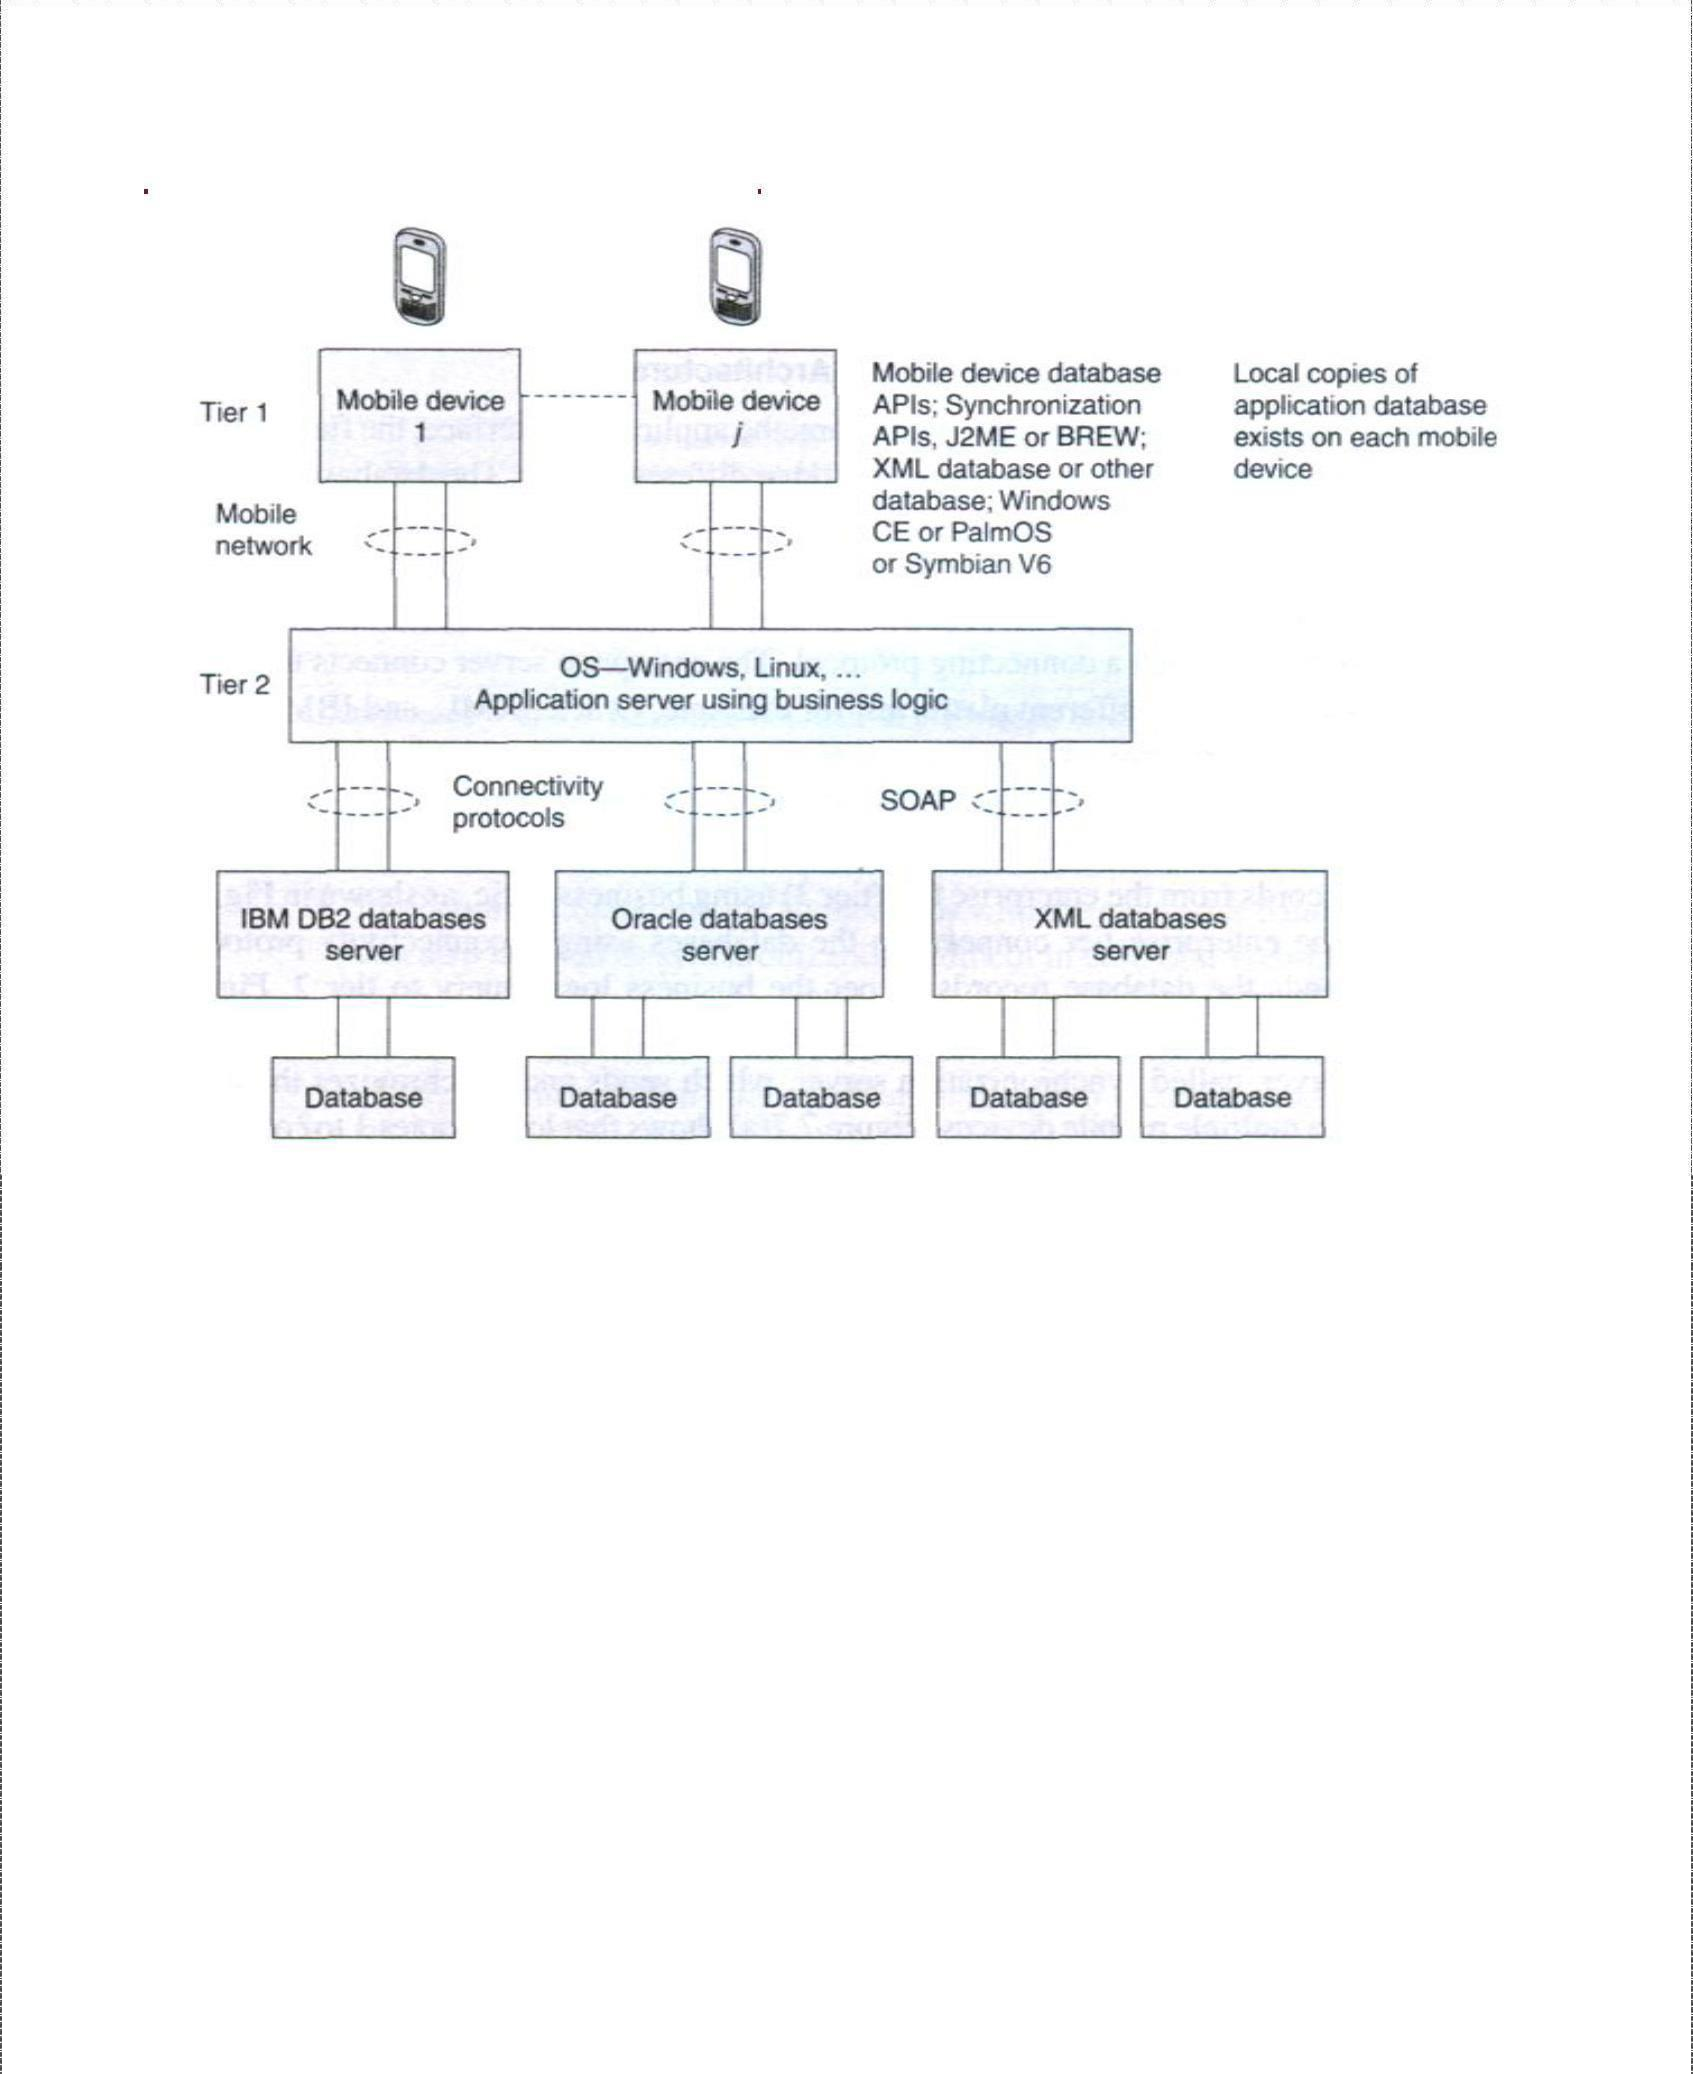 Tier 1
Mobile device
1
Mobile device
j
Mobile device database
APIs; Synchronization
APIs, J2ME or BREW;
XML database or other
database; Windows
CE or PalmOS
or Symbian V6
Local copies of
application database
exists on each mobile
device
Mobile
network
Tier 2
OS—Windows, Linux, ...
Application server using business logic
Connectivity
protocols
SOAP
IBM DB2 databases
server
Oracle databases
server
XML databases
server
Database
Database
Database
Database
Database